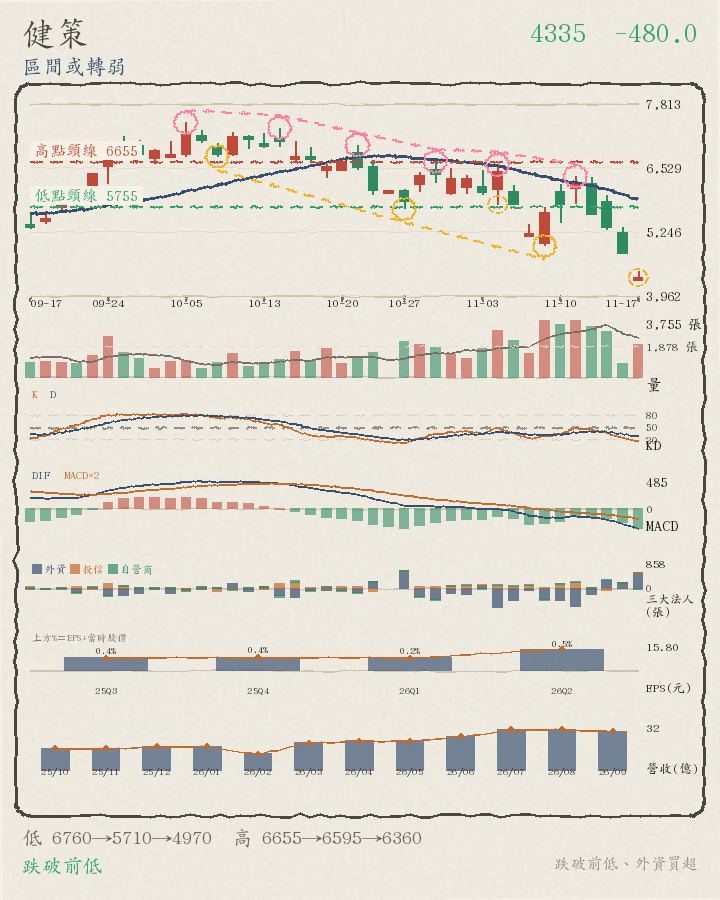 健策
4335 -480.0
區間或轉弱
7,813
高點頸線 6655
6,529
低點頸線 5755
5,246
3,962
09-17 09-24 10-05 10-13 10-20 10-27 11-03 11-10 11-17
3,755 張
1,878 張
量
K D
80
50
20
KD
DIF MACD×2
485
0
MACD
外資 投信 自營商
858
0
三大法人
(張)
上方%=EPS÷當時股價
0.4% 0.4% 0.2% 0.5%
15.80
25Q3 25Q4 26Q1 26Q2
EPS(元)
32
25/10 25/11 25/12 26/01 26/02 26/03 26/04 26/05 26/06 26/07 26/08 26/09
營收(億)
低 6760→5710→4970 高 6655→6595→6360
跌破前低
跌破前低、外資買超